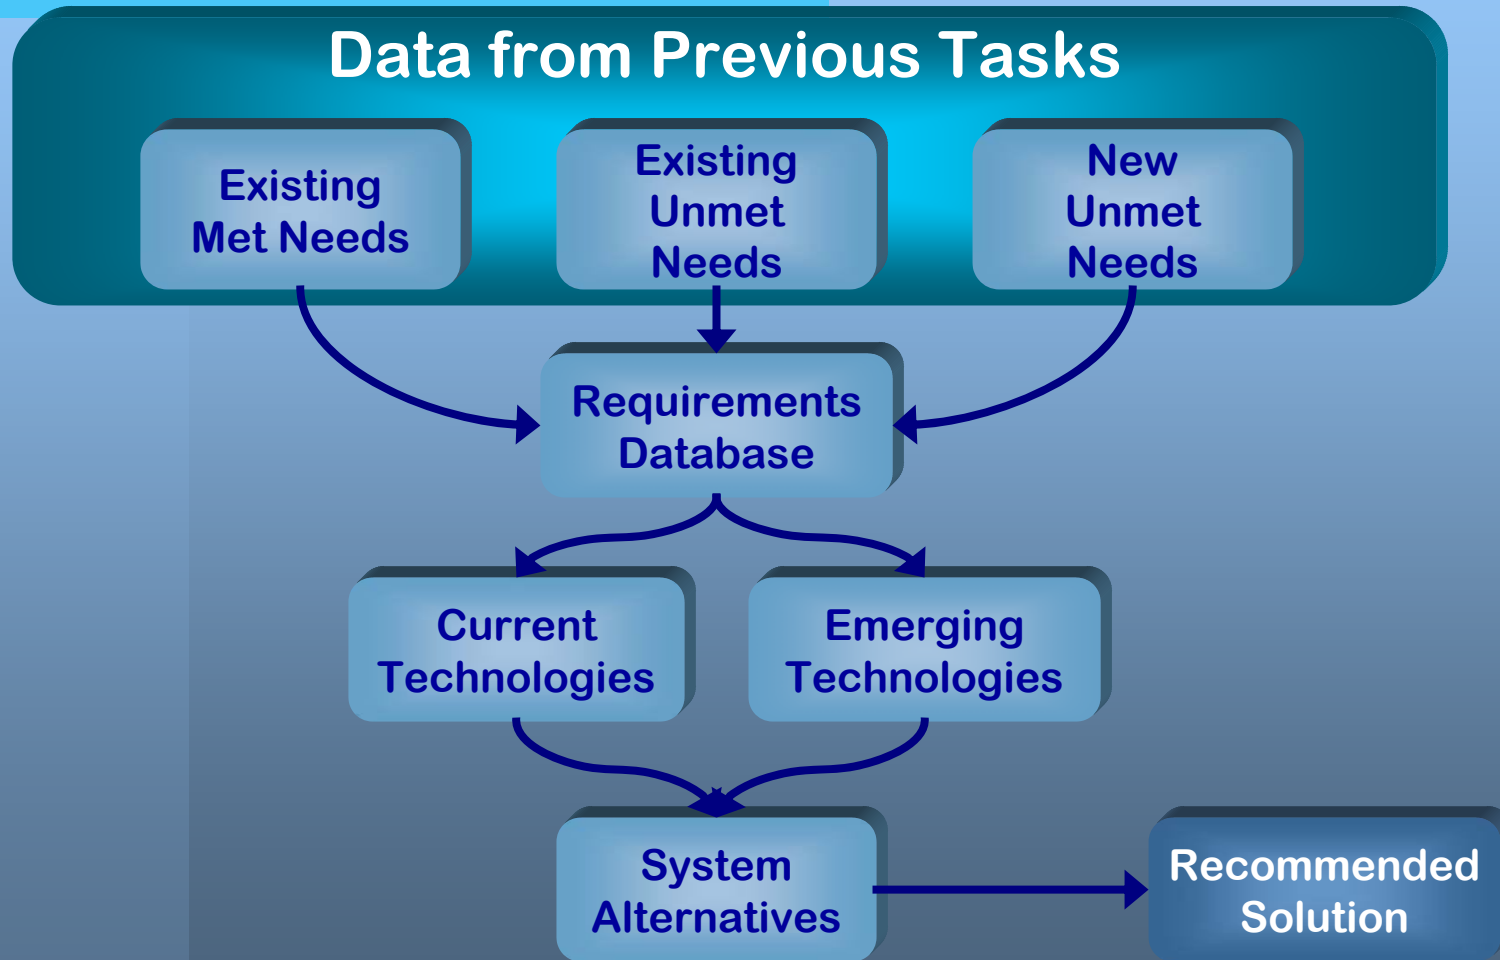 Data from Previous Tasks
Existing
Met Needs
Existing
Unmet
Needs
New
Unmet
Needs
Requirements
Database
Current
Technologies
Emerging
Technologies
System
Alternatives
Recommended
Solution